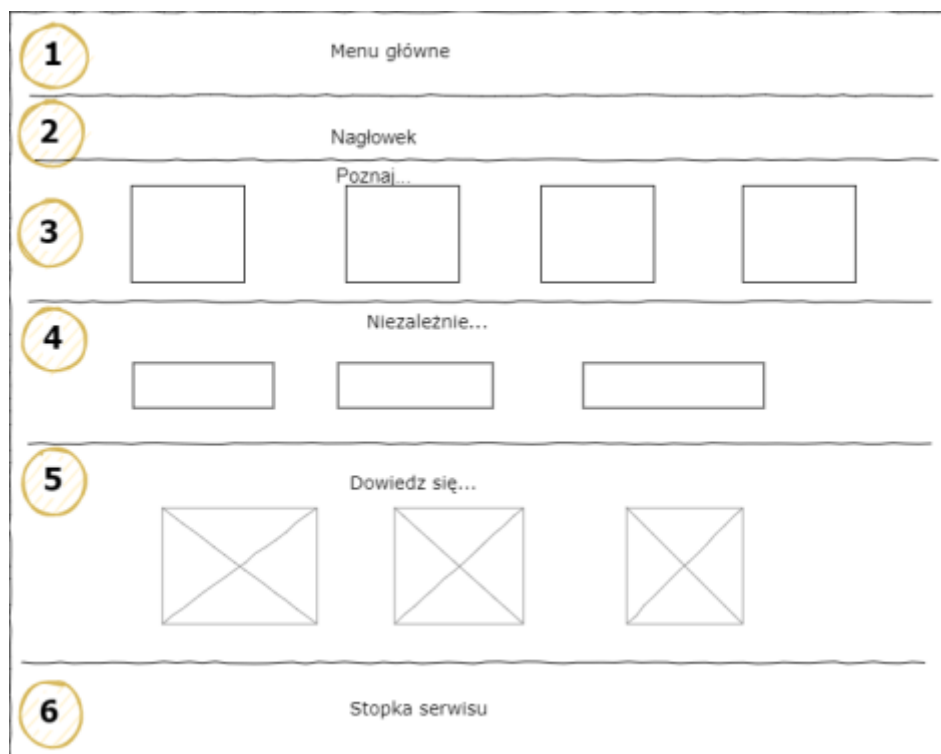 1
Menu główne
2
Nagłowek
Poznaj...
3
Niezależnie...
4
5
Dowiedz się...
6
Stopka serwisu